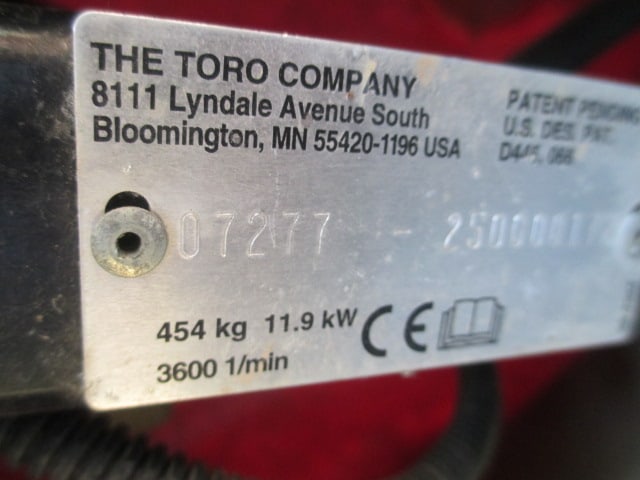 THE TORO COMPANY
8111 Lyndale Avenue South
Bloomington, MN 55420-1196 USA
PATENT PENDING
U.S. DES. PAT.
07277 -
454 kg 11.9 kW CE
3600 1/min